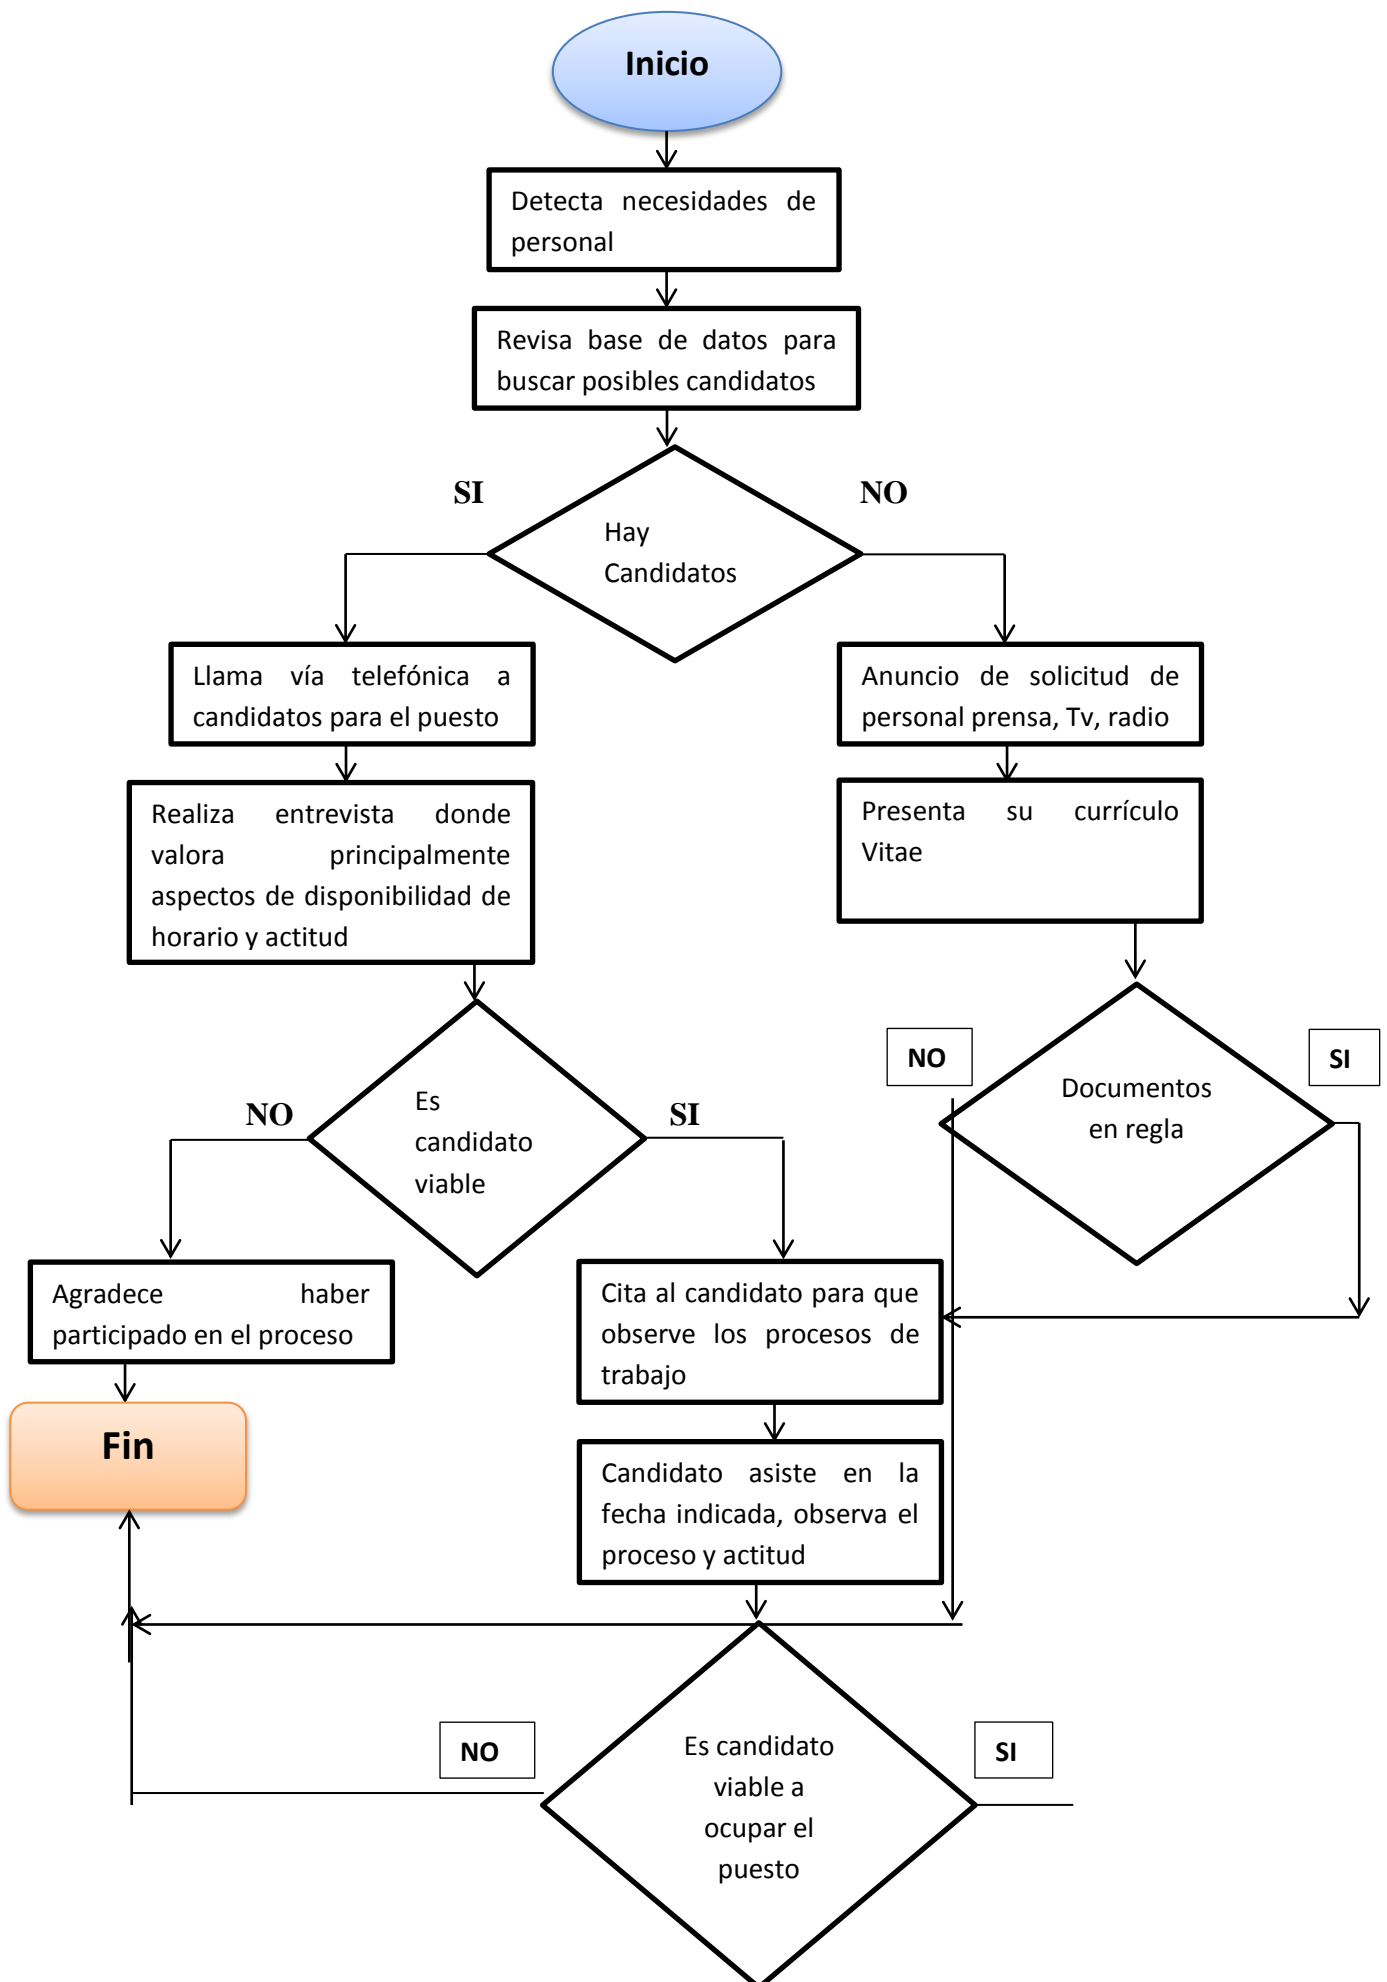 Inicio
Detecta necesidades de
personal
Revisa base de datos para
buscar posibles candidatos
SI
NO
Hay
Candidatos
Llama vía telefónica a
candidatos para el puesto
Anuncio de solicitud de
personal prensa, Tv, radio
Realiza entrevista donde
valora principalmente
aspectos de disponibilidad de
horario y actitud
Presenta su currículo
Vitae
NO
SI
Documentos
en regla
NO
SI
Es
candidato
viable
Agradece haber
participado en el proceso
Cita al candidato para que
observe los procesos de
trabajo
Fin
Candidato asiste en la
fecha indicada, observa el
proceso y actitud
NO
SI
Es candidato
viable a
ocupar el
puesto